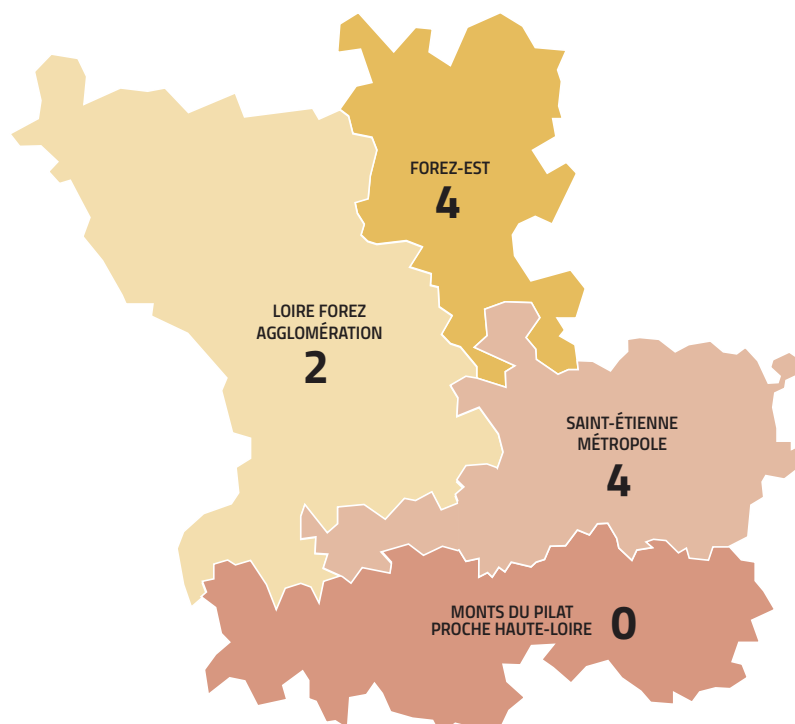 FOREZ-EST
4
LOIRE FOREZ
AGGLOMÉRATION
2
SAINT-ÉTIENNE
MÉTROPOLE
4
MONTS DU PILAT
PROCHE HAUTE-LOIRE
0